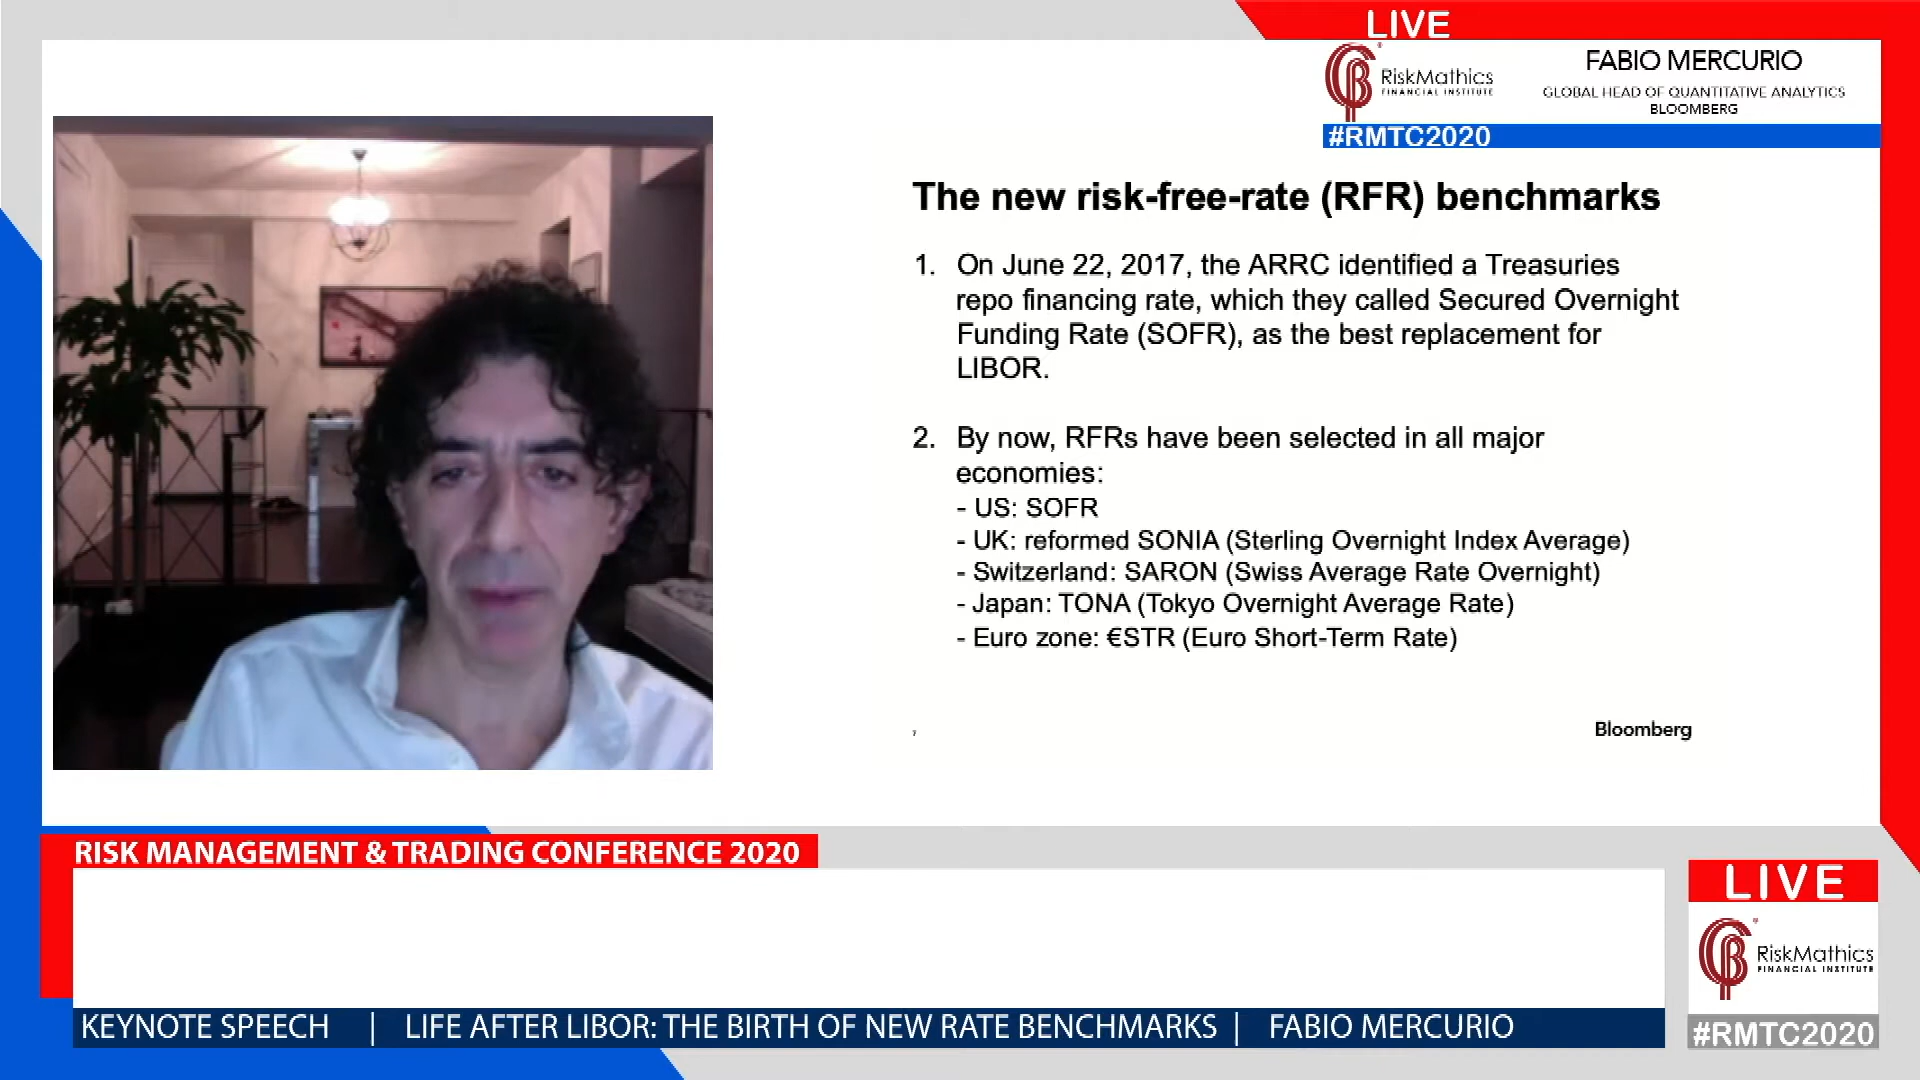 LIVE
RiskMathics
FINANCIAL INSTITUTE
FABIO MERCURIO
GLOBAL HEAD OF QUANTITATIVE ANALYTICS
BLOOMBERG
#RMTC2020
The new risk-free-rate (RFR) benchmarks
1. On June 22, 2017, the ARRC identified a Treasuries
repo financing rate, which they called Secured Overnight
Funding Rate (SOFR), as the best replacement for
LIBOR.
2. By now, RFRs have been selected in all major
economies:
- US: SOFR
- UK: reformed SONIA (Sterling Overnight Index Average)
- Switzerland: SARON (Swiss Average Rate Overnight)
- Japan: TONA (Tokyo Overnight Average Rate)
- Euro zone: €STR (Euro Short-Term Rate)
Bloomberg
RISK MANAGEMENT & TRADING CONFERENCE 2020
KEYNOTE SPEECH | LIFE AFTER LIBOR: THE BIRTH OF NEW RATE BENCHMARKS | FABIO MERCURIO
LIVE
RiskMathics
FINANCIAL INSTITUTE
#RMTC2020